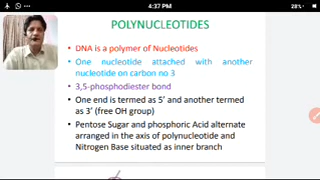 4:37 PM
28%
POLYNUCLEOTIDES
• DNA is a polymer of Nucleotides
• One nucleotide attached with another
nucleotide on carbon no 3
• 3,5-phosphodiester bond
• One end is termed as 5' and another termed
as 3' (free OH group)
• Pentose Sugar and phosphoric Acid alternate
arranged in the axis of polynucleotide and
Nitrogen Base situated as inner branch